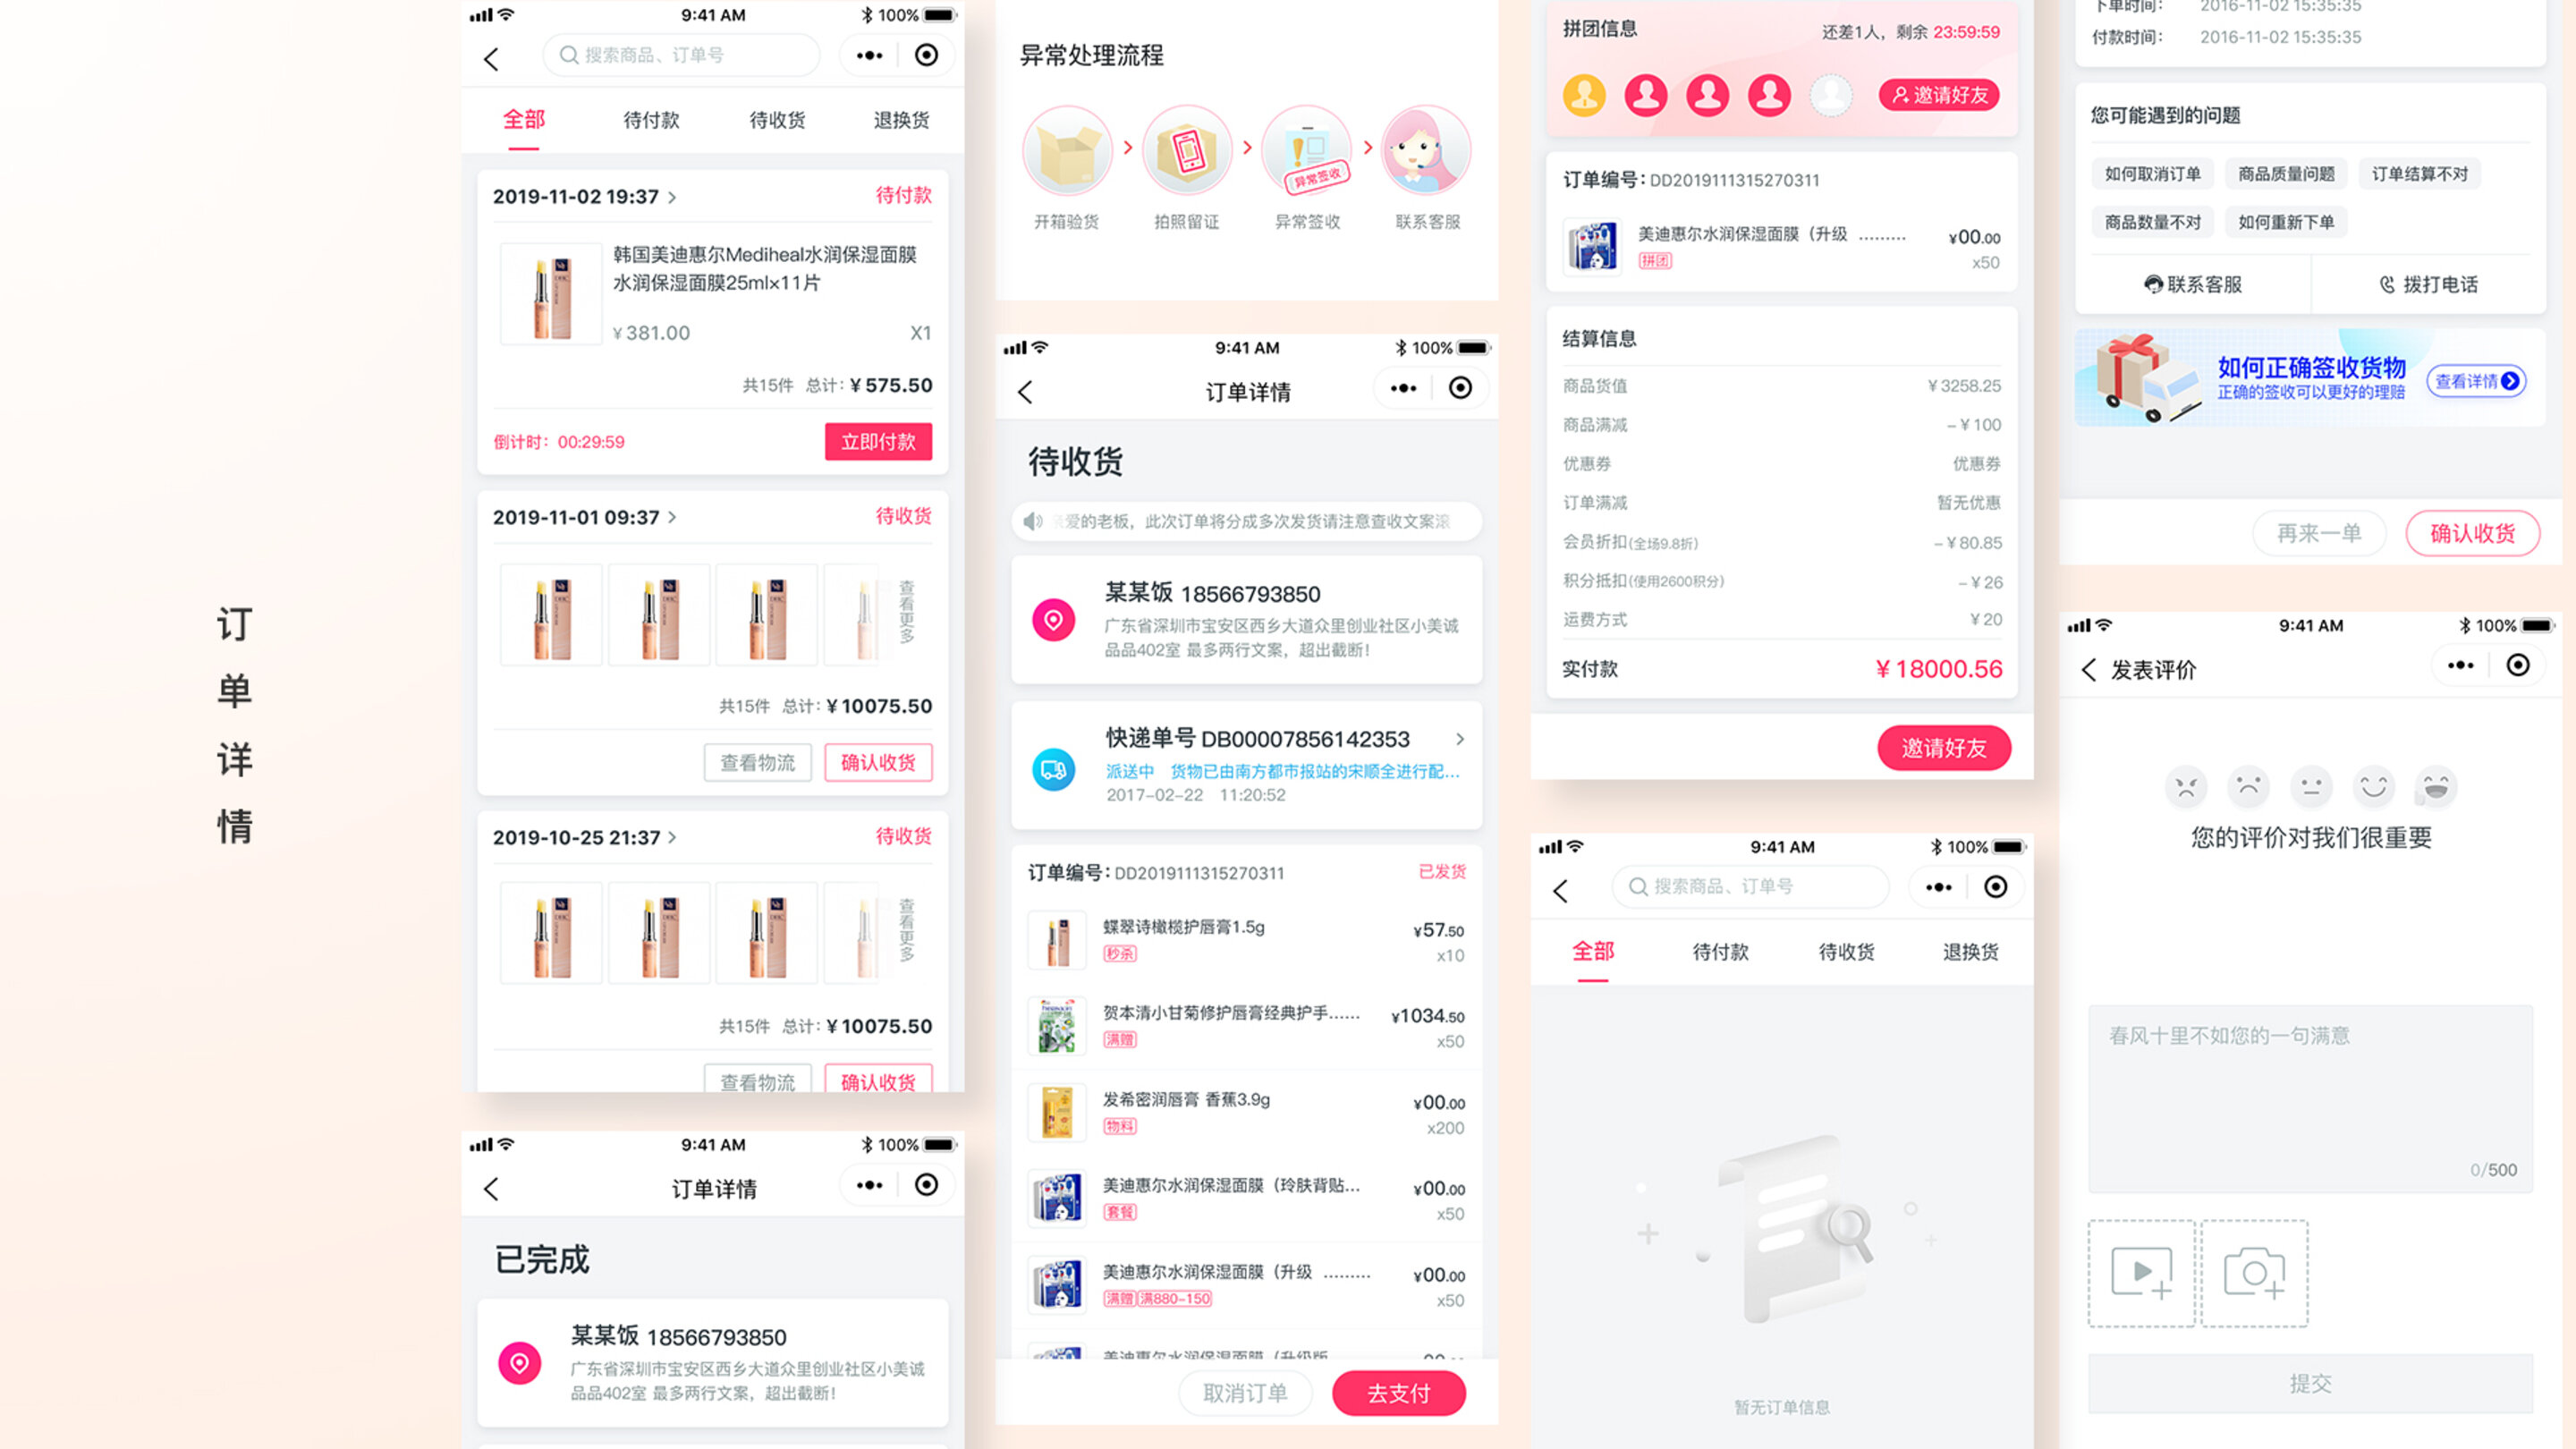 订单详情
9:41 AM
100%
搜索商品、订单号
全部 待付款 待收货 退换货
2019-11-02 19:37
待付款
韩国美迪惠尔Mediheal水润保湿面膜
水润保湿面膜25ml×11片
¥381.00 X1
共15件 总计：¥575.50
倒计时：00:29:59
立即付款
2019-11-01 09:37
待收货
查看更多
共15件 总计：¥10075.50
查看物流 确认收货
2019-10-25 21:37
待收货
查看更多
共15件 总计：¥10075.50
查看物流 确认收货
9:41 AM
100%
订单详情
已完成
某某饭 18566793850
广东省深圳市宝安区西乡大道众里创业社区小美诚
品品402室 最多两行文案，超出截断！
异常处理流程
异常签收
开箱验货 拍照留证 异常签收 联系客服
9:41 AM
100%
订单详情
待收货
爱的老板，此次订单将分成多次发货请注意查收文案滚
某某饭 18566793850
广东省深圳市宝安区西乡大道众里创业社区小美诚
品品402室 最多两行文案，超出截断！
快递单号 DB00007856142353
派送中 货物已由南方都市报站的宋顺全进行配...
2017-02-22 11:20:52
订单编号：DD2019111315270311
已发货
蝶翠诗橄榄护唇膏1.5g ¥57.50
秒杀 x10
贺本清小甘菊修护唇膏经典护手...... ¥1034.50
满赠 x50
发希密润唇膏 香蕉3.9g ¥00.00
物料 x200
美迪惠尔水润保湿面膜（玲肤背贴... ¥00.00
套餐 x50
美迪惠尔水润保湿面膜（升级 ......... ¥00.00
满赠 满880-150 x50
美迪惠尔水润保湿面膜（升级版
取消订单 去支付
拼团信息
还差1人，剩余 23:59:59
邀请好友
订单编号：DD2019111315270311
美迪惠尔水润保湿面膜（升级 ......... ¥00.00
拼团 x50
结算信息
商品货值 ¥3258.25
商品满减 -¥100
优惠券 优惠券
订单满减 暂无优惠
会员折扣(全场9.8折) -¥80.85
积分抵扣(使用2600积分) -¥26
运费方式 ¥20
实付款 ¥18000.56
邀请好友
9:41 AM
100%
搜索商品、订单号
全部 待付款 待收货 退换货
暂无订单信息
下单时间： 2016-11-02 15:35:35
付款时间： 2016-11-02 15:35:35
您可能遇到的问题
如何取消订单 商品质量问题 订单结算不对
商品数量不对 如何重新下单
联系客服 拨打电话
如何正确签收货物
正确的签收可以更好的理赔
查看详情
再来一单 确认收货
9:41 AM
100%
发表评价
您的评价对我们很重要
春风十里不如您的一句满意
0/500
提交